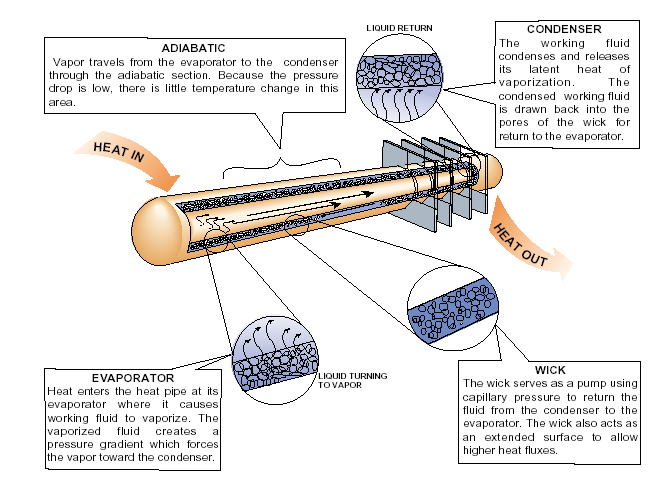 LIQUID RETURN
CONDENSER
The working fluid
condenses and releases
its latent heat of
vaporization. The
condensed working fluid
is drawn back into the
pores of the wick for
return to the evaporator.
ADIABATIC
Vapor travels from the evaporator to the condenser
through the adiabatic section. Because the pressure
drop is low, there is little temperature change in this
area.
HEAT IN
HEAT OUT
LIQUID TURNING
TO VAPOR
EVAPORATOR
Heat enters the heat pipe at its
evaporator where it causes
working fluid to vaporize. The
vaporized fluid creates a
pressure gradient which forces
the vapor toward the condenser.
WICK
The wick serves as a pump using
capillary pressure to return the
fluid from the condenser to the
evaporator. The wick also acts as
an extended surface to allow
higher heat fluxes.